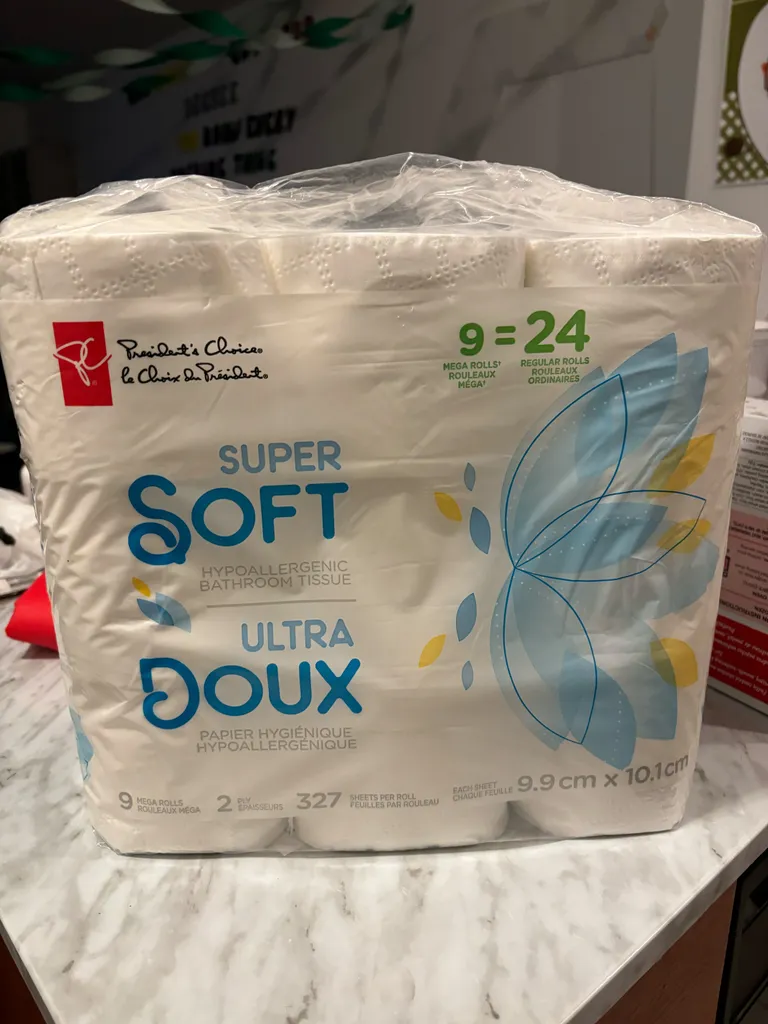 President's Choice®
le Choix du Président®
9 = 24
MEGA ROLLS†
ROULEAUX
MÉGA†
REGULAR ROLLS
ROULEAUX
ORDINAIRES
SUPER
SOFT
HYPOALLERGENIC
BATHROOM TISSUE
ULTRA
DOUX
PAPIER HYGIÉNIQUE
HYPOALLERGÉNIQUE
9 MEGA ROLLS
ROULEAUX MÉGA
2 PLY
ÉPAISSEURS
327 SHEETS PER ROLL
FEUILLES PAR ROULEAU
EACH SHEET
CHAQUE FEUILLE
9.9 cm x 10.1 cm